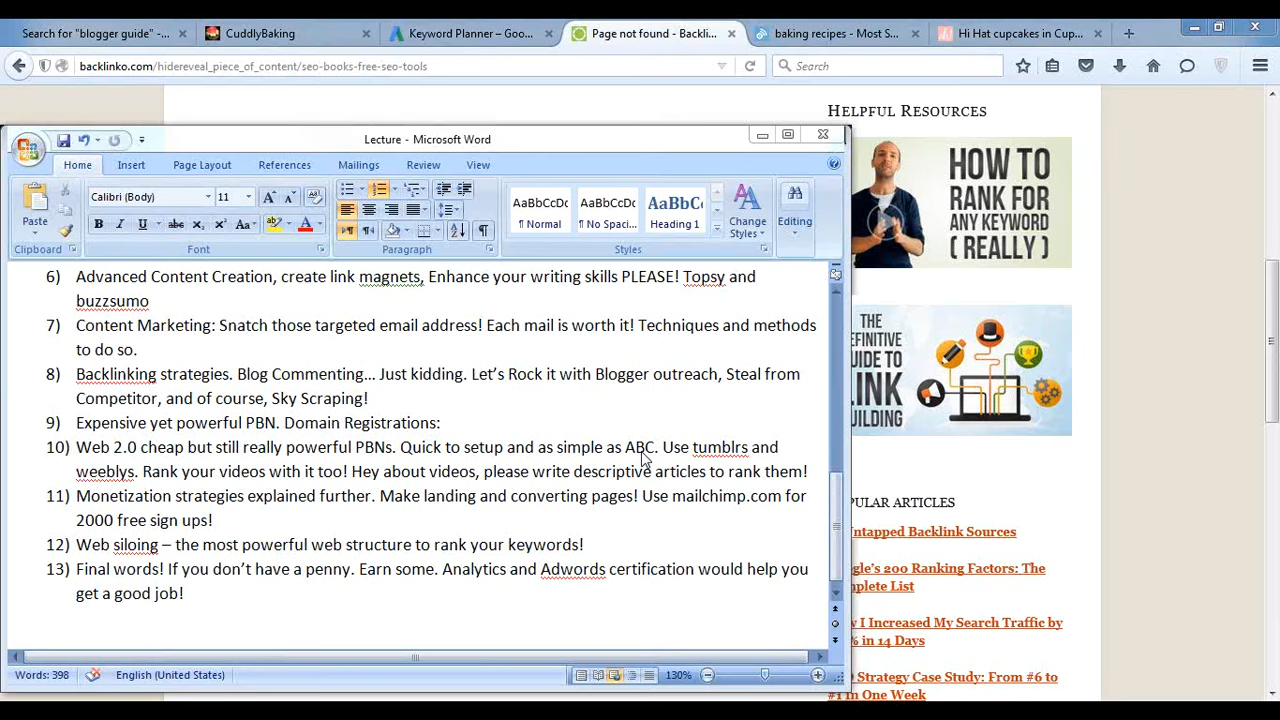 Search for "blogger guide" -...
CuddlyBaking
Keyword Planner – Goo...
Page not found - Backli...
baking recipes - Most S...
Hi Hat cupcakes in Cup...
backlinko.com/hidereveal_piece_of_content/seo-books-free-seo-tools
Search
HELPFUL RESOURCES
HOW TO
RANK FOR
ANY KEYWORD
( REALLY )
THE
FINITIVE
GUIDE TO
INK
BUILDING
PULAR ARTICLES
ntapped Backlink Sources
gle's 200 Ranking Factors: The
mplete List
I Increased My Search Traffic by
% in 14 Days
Strategy Case Study: From #6 to
#1 In One Week
Lecture - Microsoft Word
Home
Insert
Page Layout
References
Mailings
Review
View
Paste
Clipboard
Calibri (Body)
11
B I U abc x₂ x² Aa
Font
Paragraph
AaBbCcDc
¶ Normal
AaBbCcDc
¶ No Spaci...
AaBbC
Heading 1
Change
Styles
Styles
Editing
6) Advanced Content Creation, create link magnets, Enhance your writing skills PLEASE! Topsy and
buzzsumo
7) Content Marketing: Snatch those targeted email address! Each mail is worth it! Techniques and methods
to do so.
8) Backlinking strategies. Blog Commenting... Just kidding. Let's Rock it with Blogger outreach, Steal from
Competitor, and of course, Sky Scraping!
9) Expensive yet powerful PBN. Domain Registrations:
10) Web 2.0 cheap but still really powerful PBNs. Quick to setup and as simple as ABC. Use tumblrs and
weeblys. Rank your videos with it too! Hey about videos, please write descriptive articles to rank them!
11) Monetization strategies explained further. Make landing and converting pages! Use mailchimp.com for
2000 free sign ups!
12) Web siloing – the most powerful web structure to rank your keywords!
13) Final words! If you don't have a penny. Earn some. Analytics and Adwords certification would help you
get a good job!
Words: 398
English (United States)
130%